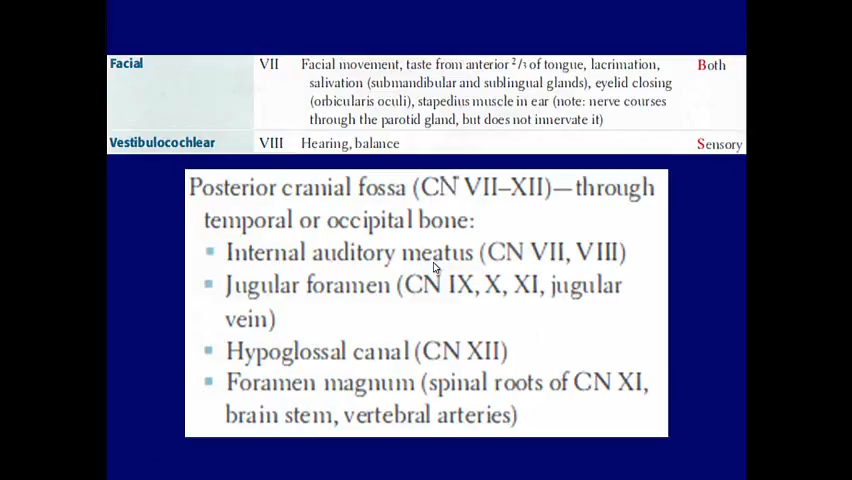 Facial VII Facial movement, taste from anterior 2/3 of tongue, lacrimation, Both
salivation (submandibular and sublingual glands), eyelid closing
(orbicularis oculi), stapedius muscle in ear (note: nerve courses
through the parotid gland, but does not innervate it)
Vestibulocochlear VIII Hearing, balance Sensory
Posterior cranial fossa (CN VII–XII)—through
temporal or occipital bone:
▪ Internal auditory meatus (CN VII, VIII)
▪ Jugular foramen (CN IX, X, XI, jugular
vein)
▪ Hypoglossal canal (CN XII)
▪ Foramen magnum (spinal roots of CN XI,
brain stem, vertebral arteries)